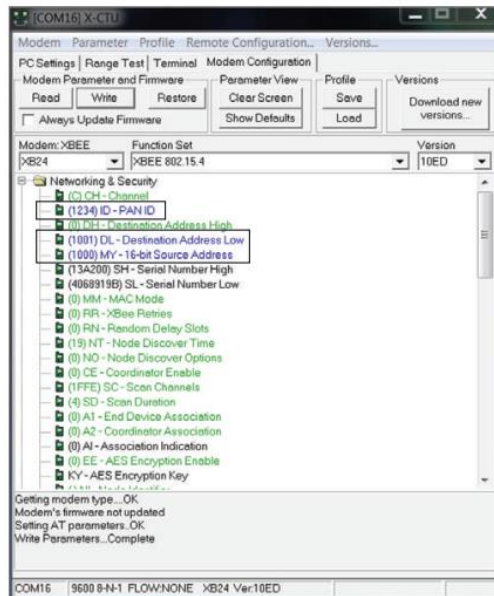 [COM16] X-CTU
Modem Parameter Profile Remote Configuration... Versions...
PC Settings Range Test Terminal Modem Configuration
Modem Parameter and Firmware Parameter View Profile Versions
Read Write Restore Clear Screen Save Download new versions...
Always Update Firmware Show Defaults Load
Modem: XBEE Function Set Version
XB24 XBEE 802.15.4 10ED
Networking & Security
(C) CH - Channel
(1234) ID - PAN ID
(0) DH - Destination Address High
(1001) DL - Destination Address Low
(1000) MY - 16-bit Source Address
(13A200) SH - Serial Number High
(4068919B) SL - Serial Number Low
(0) MM - MAC Mode
(0) RR - XBee Retries
(0) RN - Random Delay Slots
(19) NT - Node Discover Time
(0) NO - Node Discover Options
(0) CE - Coordinator Enable
(1FFE) SC - Scan Channels
(4) SD - Scan Duration
(0) A1 - End Device Association
(0) A2 - Coordinator Association
(0) AI - Association Indication
(0) EE - AES Encryption Enable
KY - AES Encryption Key
Getting modem type....OK
Modem's firmware not updated
Setting AT parameters..OK
Write Parameters...Complete
COM16 9600 8-N-1 FLOW:NONE XB24 Ver:10ED